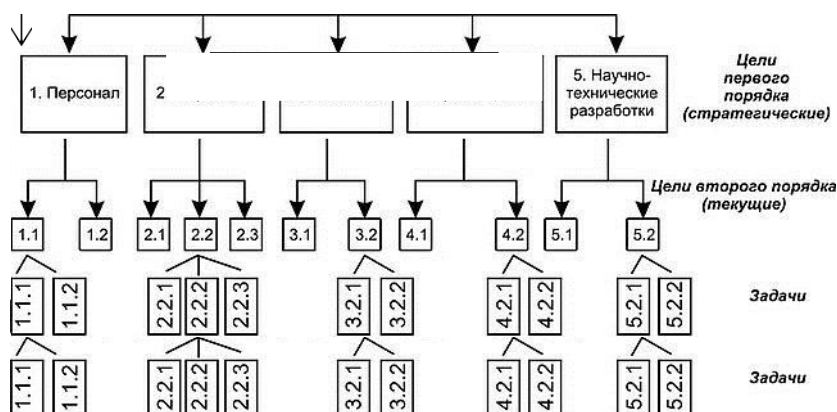 1. Персонал
2
5. Научно-
технические
разработки
Цели
первого
порядка
(стратегические)
Цели второго порядка
(текущие)
1.1 1.2 2.1 2.2 2.3 3.1 3.2 4.1 4.2 5.1 5.2
1.1.1 1.1.2 2.2.1 2.2.2 2.2.3 3.2.1 3.2.2 4.2.1 4.2.2 5.2.1 5.2.2
Задачи
1.1.1 1.1.2 2.2.1 2.2.2 2.2.3 3.2.1 3.2.2 4.2.1 4.2.2 5.2.1 5.2.2
Задачи